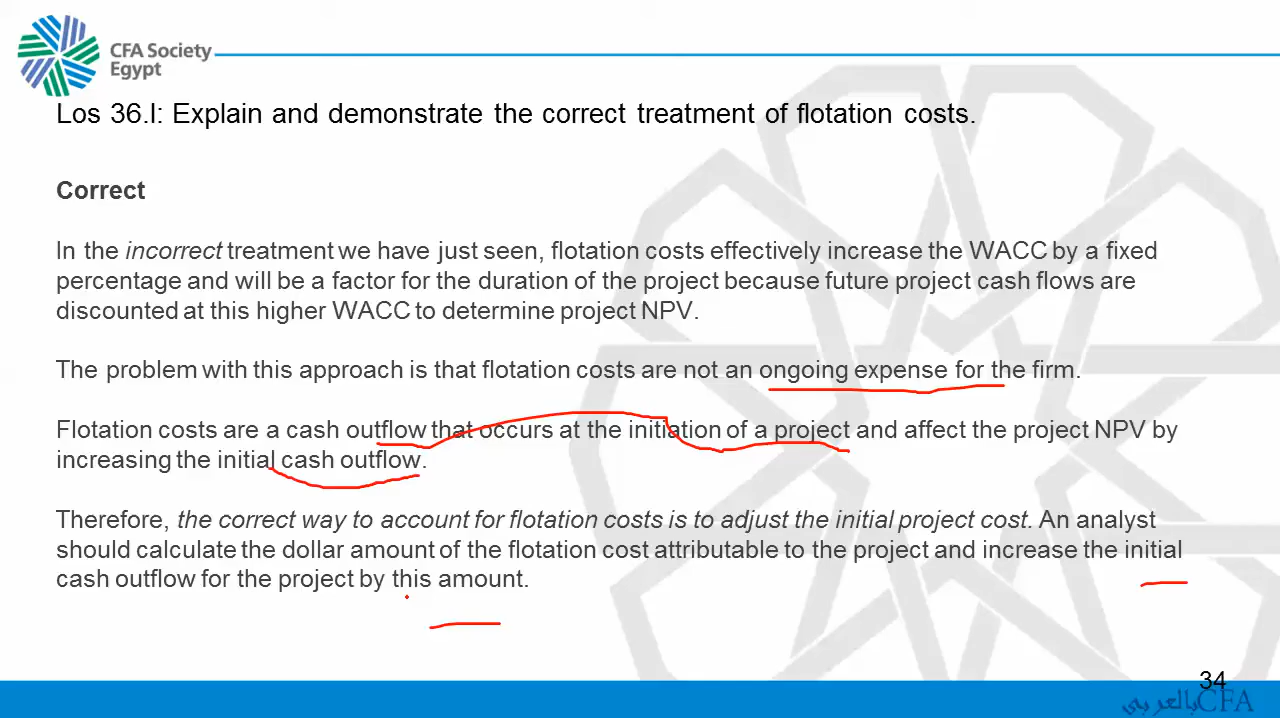 CFA Society
Egypt
Los 36.l: Explain and demonstrate the correct treatment of flotation costs.
Correct
In the incorrect treatment we have just seen, flotation costs effectively increase the WACC by a fixed
percentage and will be a factor for the duration of the project because future project cash flows are
discounted at this higher WACC to determine project NPV.
The problem with this approach is that flotation costs are not an ongoing expense for the firm.
Flotation costs are a cash outflow that occurs at the initiation of a project and affect the project NPV by
increasing the initial cash outflow.
Therefore, the correct way to account for flotation costs is to adjust the initial project cost. An analyst
should calculate the dollar amount of the flotation cost attributable to the project and increase the initial
cash outflow for the project by this amount.
34
CFA بالعربي